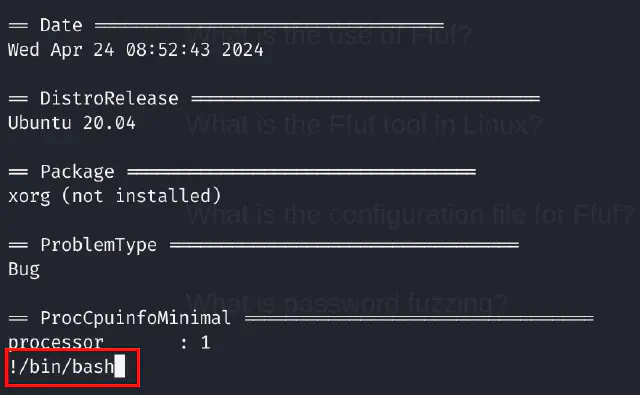 == Date =================================
Wed Apr 24 08:52:43 2024
What is the use of Ffuf?
== DistroRelease =================================
Ubuntu 20.04
What is the Ffuf tool in Linux?
== Package =================================
xorg (not installed)
What is the configuration file for Ffuf?
== ProblemType =================================
Bug
What is password fuzzing?
== ProcCpuinfoMinimal =================================
processor : 1
!/bin/bash